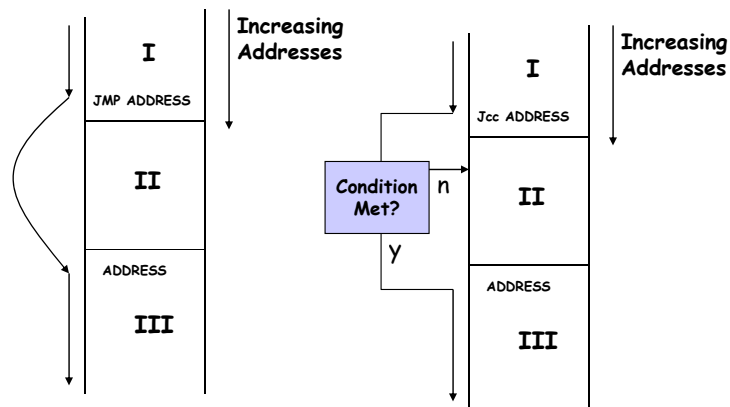 I
Increasing
Addresses
JMP ADDRESS
II
ADDRESS
III
I
Increasing
Addresses
Jcc ADDRESS
Condition
Met?
n
y
II
ADDRESS
III